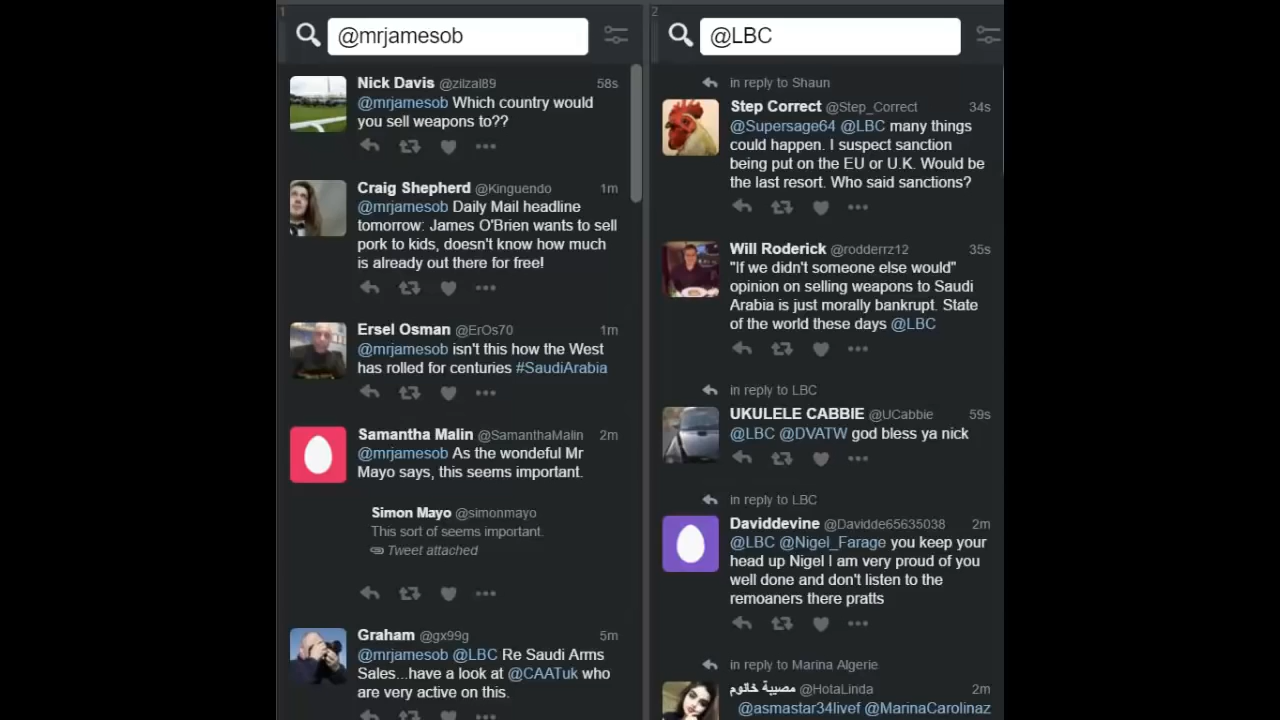 1
@mrjamesob
Nick Davis @zilzal89 58s
@mrjamesob Which country would
you sell weapons to??
Craig Shepherd @Kinguendo 1m
@mrjamesob Daily Mail headline
tomorrow: James O'Brien wants to sell
pork to kids, doesn't know how much
is already out there for free!
Ersel Osman @ErOs70 1m
@mrjamesob isn't this how the West
has rolled for centuries #SaudiArabia
Samantha Malin @SamanthaMalin 2m
@mrjamesob As the wondeful Mr
Mayo says, this seems important.
Simon Mayo @simonmayo
This sort of seems important.
Tweet attached
Graham @gx99g 5m
@mrjamesob @LBC Re Saudi Arms
Sales...have a look at @CAATuk who
are very active on this.
2
@LBC
in reply to Shaun
Step Correct @Step_Correct 34s
@Supersage64 @LBC many things
could happen. I suspect sanction
being put on the EU or U.K. Would be
the last resort. Who said sanctions?
Will Roderick @rodderrz12 35s
"If we didn't someone else would"
opinion on selling weapons to Saudi
Arabia is just morally bankrupt. State
of the world these days @LBC
in reply to LBC
UKULELE CABBIE @UCabbie 59s
@LBC @DVATW god bless ya nick
in reply to LBC
Daviddevine @Davidde65635038 2m
@LBC @Nigel_Farage you keep your
head up Nigel I am very proud of you
well done and don't listen to the
remoaners there pratts
in reply to Marina Algerie
مصيبة خاتوم @HotaLinda 2m
@asmastar34livef @MarinaCarolinaz